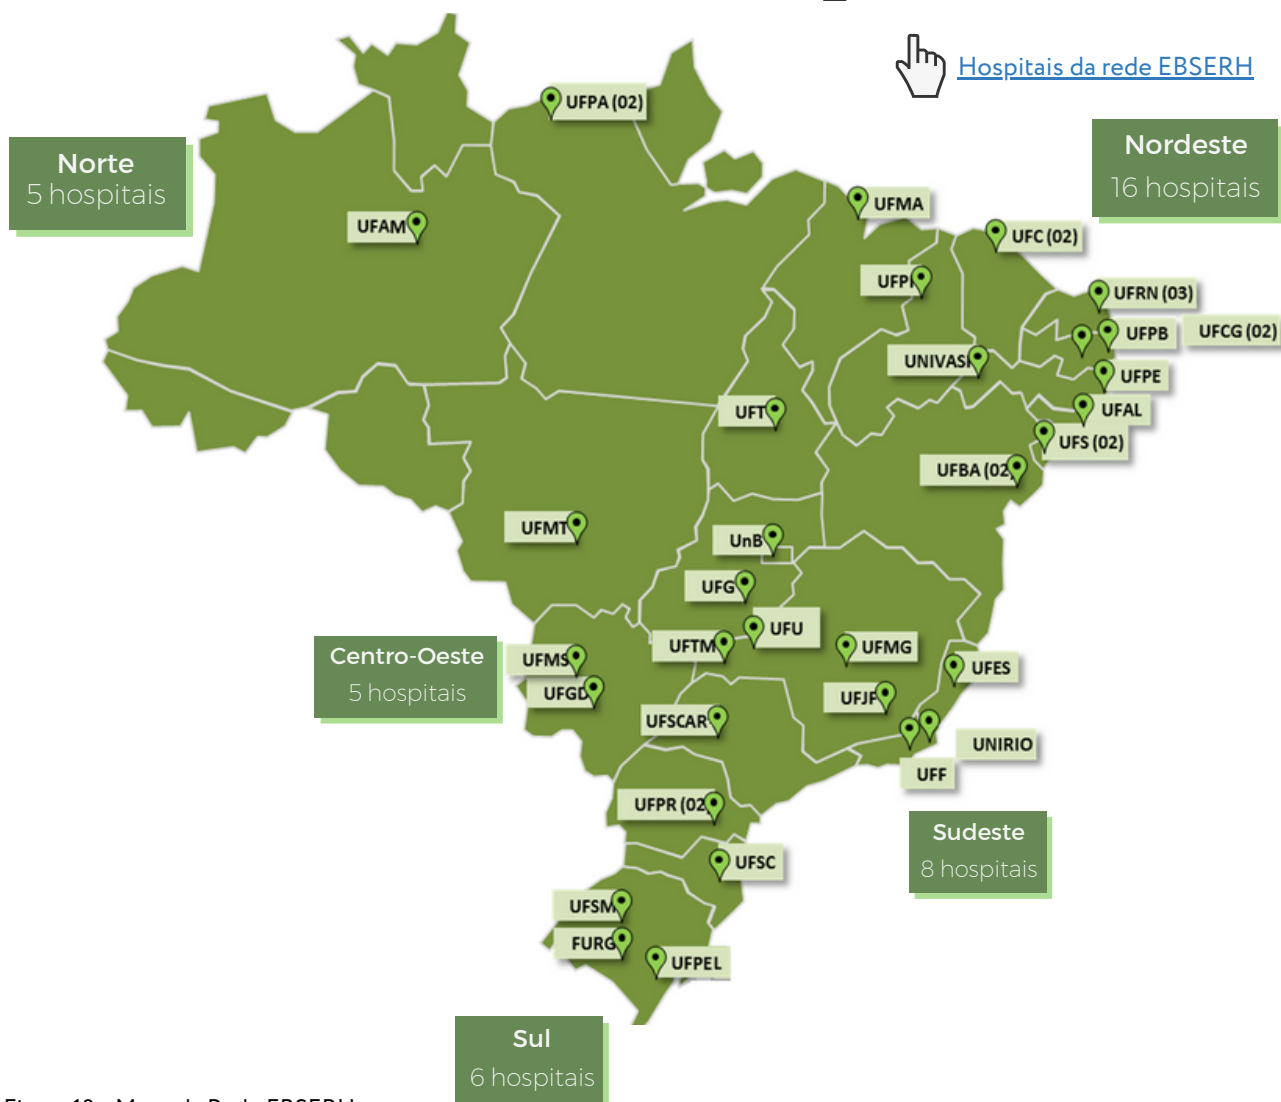 Hospitais da rede EBSERH
UFPA (02)
Norte
5 hospitais
Nordeste
16 hospitais
UFAM
UFMA
UFC (02)
UFPI
UFRN (03)
UFPB
UFCG (02)
UNIVASF
UFPE
UFT
UFAL
UFS (02)
UFBA (02)
UFMT
UnB
UFG
UFU
UFTM
UFMG
Centro-Oeste
5 hospitais
UFMS
UFES
UFGD
UFJF
UFSCAR
UNIRIO
UFF
UFPR (02)
Sudeste
8 hospitais
UFSC
UFSM
FURG
UFPEL
Sul
6 hospitais